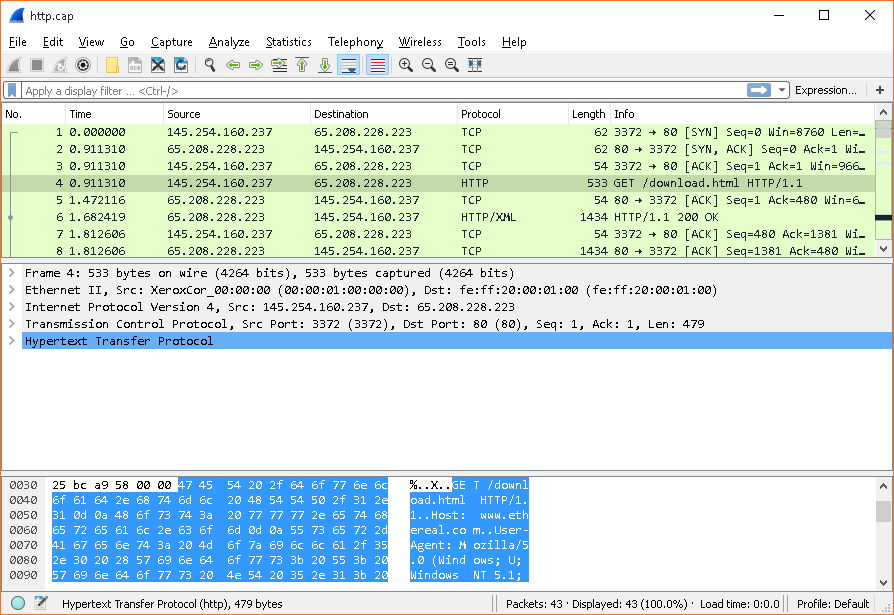 http.cap
File Edit View Go Capture Analyze Statistics Telephony Wireless Tools Help
Apply a display filter ... <Ctrl-/> Expression... +
No. Time Source Destination Protocol Length Info
1 0.000000 145.254.160.237 65.208.228.223 TCP 62 3372 → 80 [SYN] Seq=0 Win=8760 Len=…
2 0.911310 65.208.228.223 145.254.160.237 TCP 62 80 → 3372 [SYN, ACK] Seq=0 Ack=1 Wi…
3 0.911310 145.254.160.237 65.208.228.223 TCP 54 3372 → 80 [ACK] Seq=1 Ack=1 Win=966…
4 0.911310 145.254.160.237 65.208.228.223 HTTP 533 GET /download.html HTTP/1.1
5 1.472116 65.208.228.223 145.254.160.237 TCP 54 80 → 3372 [ACK] Seq=1 Ack=480 Win=6…
6 1.682419 65.208.228.223 145.254.160.237 HTTP/XML 1434 HTTP/1.1 200 OK
7 1.812606 145.254.160.237 65.208.228.223 TCP 54 3372 → 80 [ACK] Seq=480 Ack=1381 Wi…
8 1.812606 65.208.228.223 145.254.160.237 TCP 1434 80 → 3372 [ACK] Seq=1381 Ack=480 Wi…
Frame 4: 533 bytes on wire (4264 bits), 533 bytes captured (4264 bits)
Ethernet II, Src: XeroxCor_00:00:00 (00:00:01:00:00:00), Dst: fe:ff:20:00:01:00 (fe:ff:20:00:01:00)
Internet Protocol Version 4, Src: 145.254.160.237, Dst: 65.208.228.223
Transmission Control Protocol, Src Port: 3372 (3372), Dst Port: 80 (80), Seq: 1, Ack: 1, Len: 479
Hypertext Transfer Protocol
0030 25 bc a9 58 00 00 47 45 54 20 2f 64 6f 77 6e 6c %..X..GE T /downl
0040 6f 61 64 2e 68 74 6d 6c 20 48 54 54 50 2f 31 2e oad.html HTTP/1.
0050 31 0d 0a 48 6f 73 74 3a 20 77 77 77 2e 65 74 68 1..Host: www.eth
0060 65 72 65 61 6c 2e 63 6f 6d 0d 0a 55 73 65 72 2d ereal.co m..User-
0070 41 67 65 6e 74 3a 20 4d 6f 7a 69 6c 6c 61 2f 35 Agent: M ozilla/5
0080 2e 30 20 28 57 69 6e 64 6f 77 73 3b 20 55 3b 20 .0 (Wind ows; U;
0090 57 69 6e 64 6f 77 73 20 4e 54 20 35 2e 31 3b 20 Windows NT 5.1;
Hypertext Transfer Protocol (http), 479 bytes Packets: 43 · Displayed: 43 (100.0%) · Load time: 0:0.0 Profile: Default